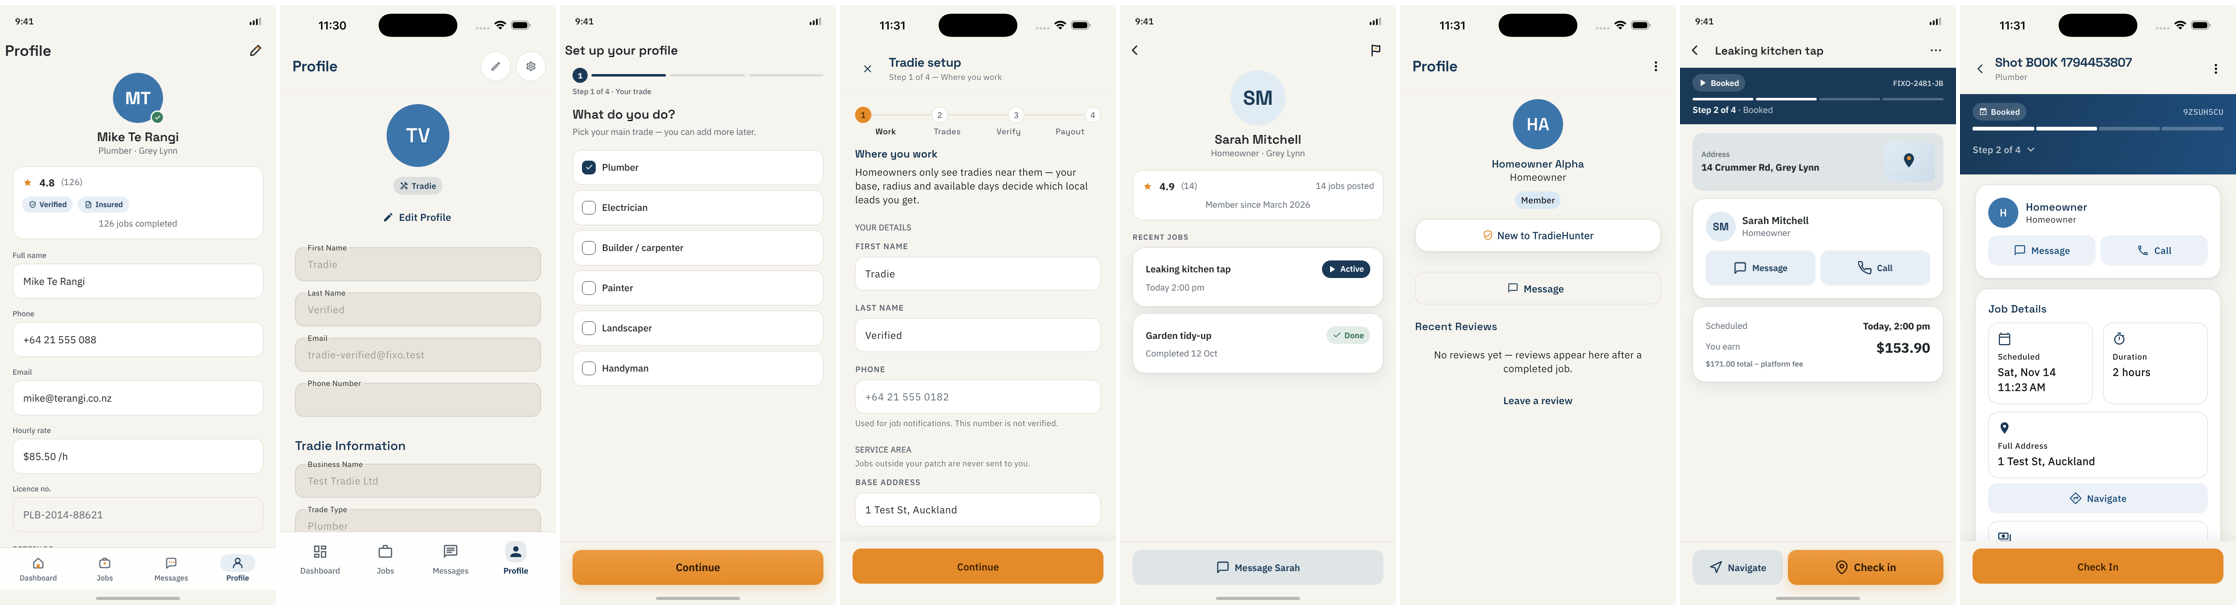 9:41
Profile
MT
Mike Te Rangi
Plumber · Grey Lynn
4.8 (126)
Verified
Insured
126 jobs completed
Full name
Mike Te Rangi
Phone
+64 21 555 088
Email
mike@terangi.co.nz
Hourly rate
$85.50 /h
Licence no.
PLB-2014-88621
Dashboard
Jobs
Messages
Profile
11:30
Profile
TV
Tradie
Edit Profile
First Name
Tradie
Last Name
Verified
Email
tradie-verified@fixo.test
Phone Number
Tradie Information
Business Name
Test Tradie Ltd
Trade Type
Plumber
Dashboard
Jobs
Messages
Profile
9:41
Set up your profile
1
Step 1 of 4 · Your trade
What do you do?
Pick your main trade — you can add more later.
Plumber
Electrician
Builder / carpenter
Painter
Landscaper
Handyman
Continue
11:31
Tradie setup
Step 1 of 4 — Where you work
1
2
3
4
Work
Trades
Verify
Payout
Where you work
Homeowners only see tradies near them — your
base, radius and available days decide which local
leads you get.
YOUR DETAILS
FIRST NAME
Tradie
LAST NAME
Verified
PHONE
+64 21 555 0182
Used for job notifications. This number is not verified.
SERVICE AREA
Jobs outside your patch are never sent to you.
BASE ADDRESS
1 Test St, Auckland
Continue
9:41
SM
Sarah Mitchell
Homeowner · Grey Lynn
4.9 (14)
14 jobs posted
Member since March 2026
RECENT JOBS
Leaking kitchen tap
Active
Today 2:00 pm
Garden tidy-up
Done
Completed 12 Oct
Message Sarah
11:31
Profile
HA
Homeowner Alpha
Homeowner
Member
New to TradieHunter
Message
Recent Reviews
No reviews yet — reviews appear here after a
completed job.
Leave a review
9:41
Leaking kitchen tap
Booked
FIXO-2481-JB
Step 2 of 4 · Booked
Address
14 Crummer Rd, Grey Lynn
SM
Sarah Mitchell
Homeowner
Message
Call
Scheduled
Today, 2:00 pm
You earn
$153.90
$171.00 total – platform fee
Navigate
Check in
11:31
Shot BOOK 1794453807
Plumber
Booked
9ZSUH5CU
Step 2 of 4
H
Homeowner
Homeowner
Message
Call
Job Details
Scheduled
Sat, Nov 14
11:23 AM
Duration
2 hours
Full Address
1 Test St, Auckland
Navigate
Check In